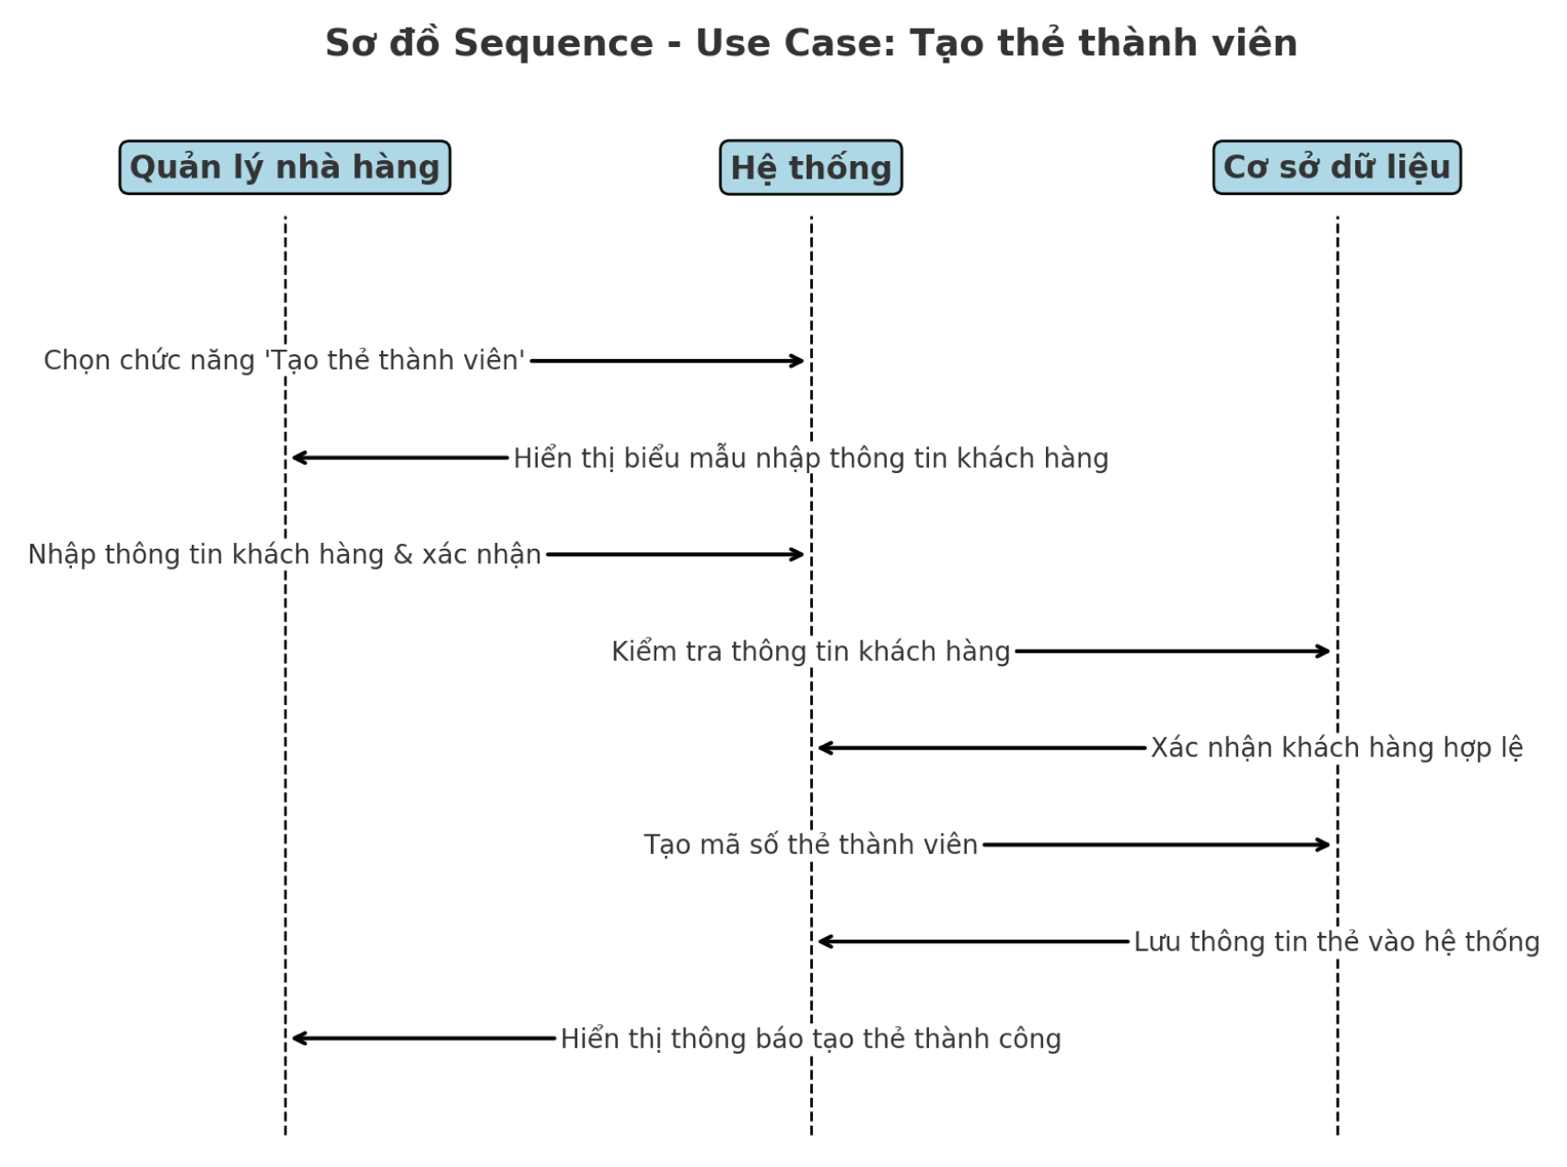 Sơ đồ Sequence - Use Case: Tạo thẻ thành viên
Quản lý nhà hàng
Hệ thống
Cơ sở dữ liệu
Chọn chức năng 'Tạo thẻ thành viên'
Hiển thị biểu mẫu nhập thông tin khách hàng
Nhập thông tin khách hàng & xác nhận
Kiểm tra thông tin khách hàng
Xác nhận khách hàng hợp lệ
Tạo mã số thẻ thành viên
Lưu thông tin thẻ vào hệ thống
Hiển thị thông báo tạo thẻ thành công